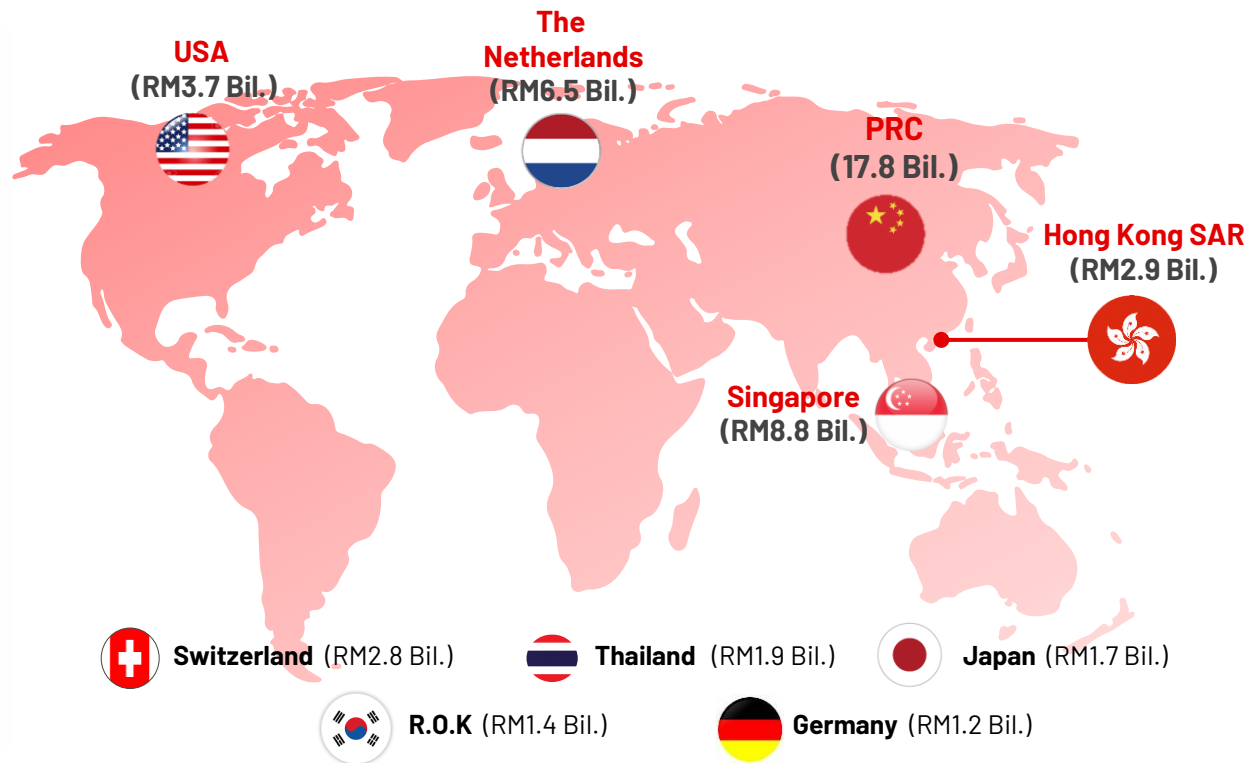 USA
(RM3.7 Bil.)
The
Netherlands
(RM6.5 Bil.)
PRC
(17.8 Bil.)
Hong Kong SAR
(RM2.9 Bil.)
Singapore
(RM8.8 Bil.)
Switzerland (RM2.8 Bil.)
Thailand (RM1.9 Bil.)
Japan (RM1.7 Bil.)
R.O.K (RM1.4 Bil.)
Germany (RM1.2 Bil.)